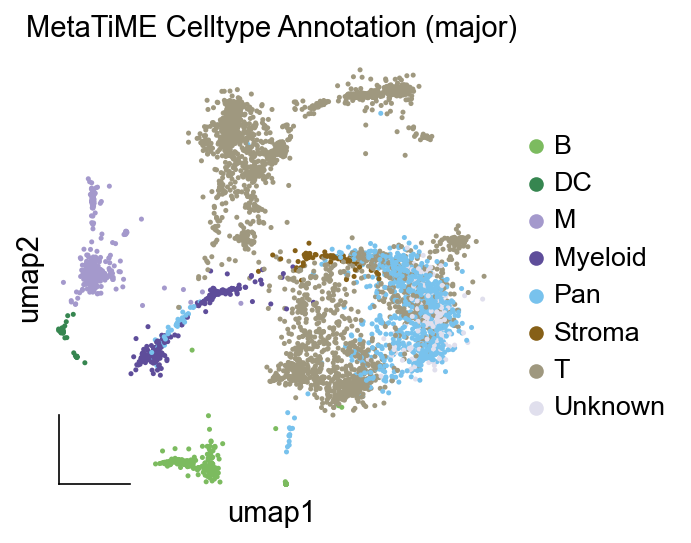 MetaTiME Celltype Annotation (major)
B
DC
M
Myeloid
Pan
Stroma
T
Unknown
umap2
umap1